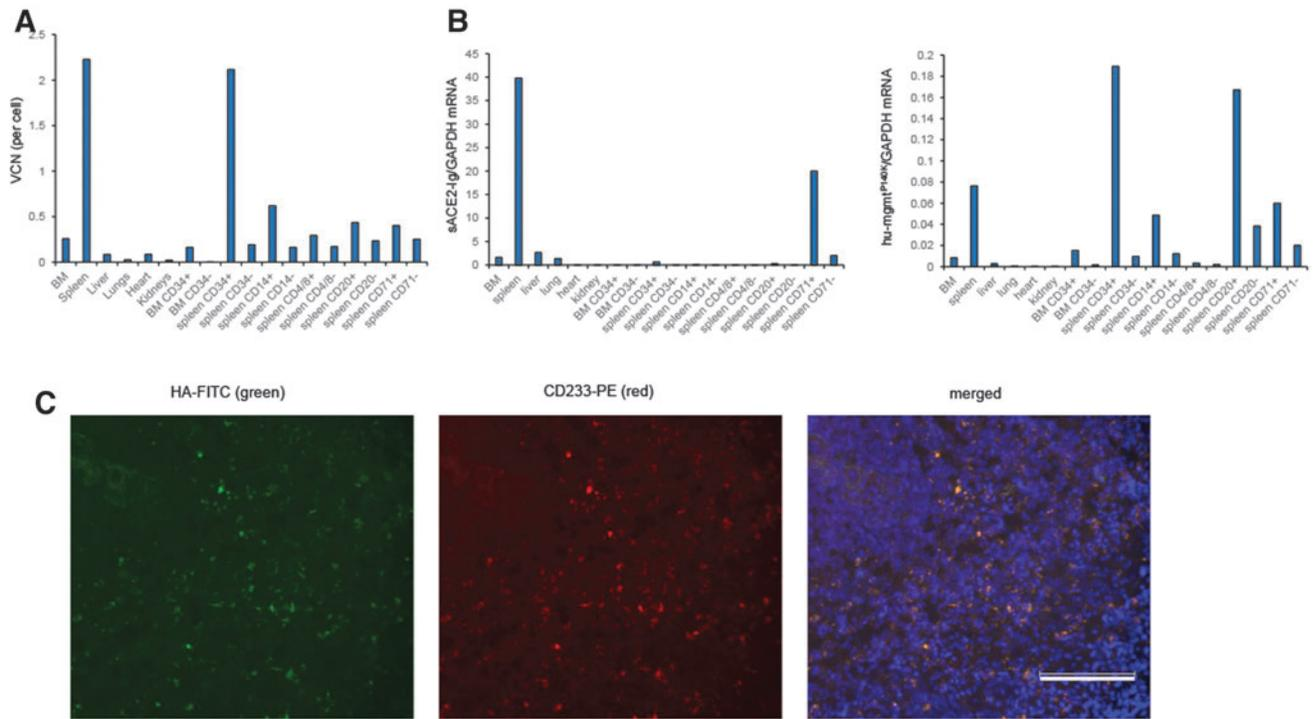 A
2.5
2
1.5
1
0.5
0
VCN (per cell)
BM
Spleen
Liver
Lungs
Heart
Kidneys
BM CD34+
BM CD34-
spleen CD34+
spleen CD34-
spleen CD14+
spleen CD14-
spleen CD4/8+
spleen CD4/8-
spleen CD20+
spleen CD20-
spleen CD71+
spleen CD71-
B
45
40
35
30
25
20
15
10
5
0
sACE2-Ig/GAPDH mRNA
BM
spleen
liver
lung
heart
kidney
BM CD34+
BM CD34-
spleen CD34+
spleen CD34-
spleen CD14+
spleen CD14-
spleen CD4/8+
spleen CD4/8-
spleen CD20+
spleen CD20-
spleen CD71+
spleen CD71-
0.2
0.18
0.16
0.14
0.12
0.1
0.08
0.06
0.04
0.02
0
hu-mgmtP140K/GAPDH mRNA
BM
spleen
liver
lung
heart
kidney
BM CD34+
BM CD34-
spleen CD34+
spleen CD34-
spleen CD14+
spleen CD14-
spleen CD4/8+
spleen CD4/8-
spleen CD20+
spleen CD20-
spleen CD71+
spleen CD71-
C
HA-FITC (green)
CD233-PE (red)
merged